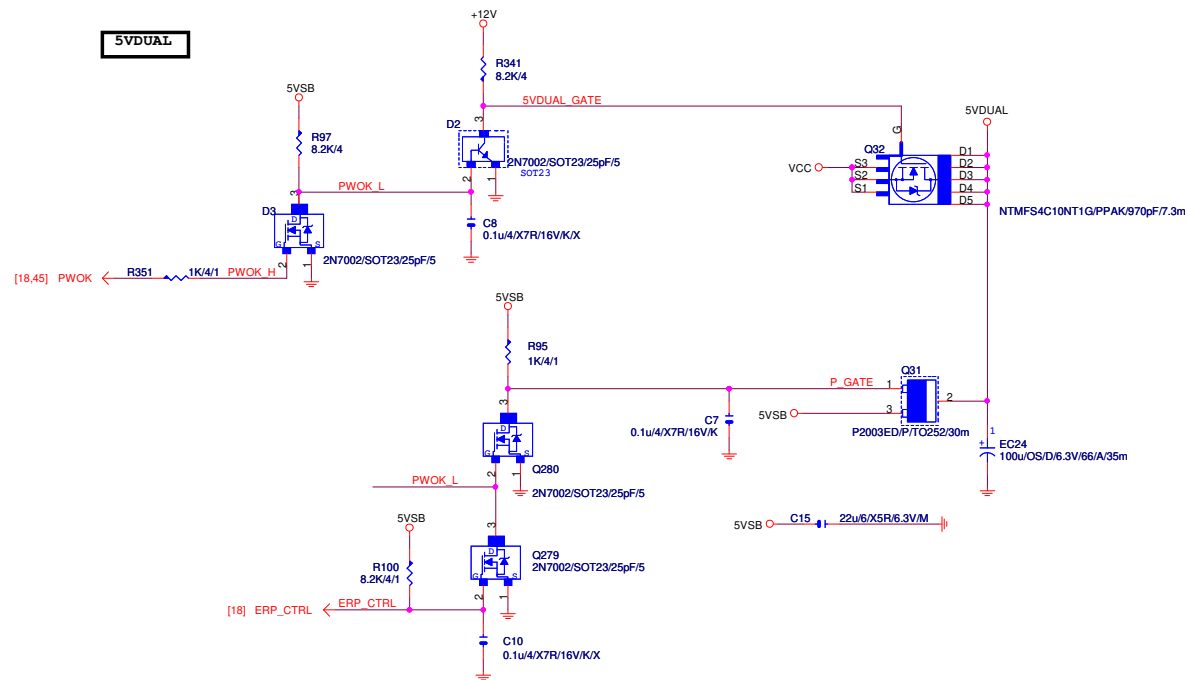 5VDUAL
+12V
R341
8.2K/4
5VDUAL_GATE
5VSB
R97
8.2K/4
D2
3
2N7002/SOT23/25pF/5
SOT23
2
1
PWOK_L
3
D3
D
G
S
2N7002/SOT23/25pF/5
2
1
C8
0.1u/4/X7R/16V/K/X
[18,45] PWOK
R351
1K/4/1
PWOK_H
5VDUAL
G
Q32
VCC
S3
S2
S1
D1
D2
D3
D4
D5
NTMFS4C10NT1G/PPAK/970pF/7.3m
5VSB
R95
1K/4/1
P_GATE
1
Q31
2
5VSB
3
P2003ED/P/TO252/30m
C7
0.1u/4/X7R/16V/K
3
D
G
S
Q280
2N7002/SOT23/25pF/5
2
1
PWOK_L
1
+
EC24
100u/OS/D/6.3V/66/A/35m
5VSB
C15
22u/6/X5R/6.3V/M
5VSB
R100
8.2K/4/1
3
D
G
S
Q279
2N7002/SOT23/25pF/5
2
1
[18] ERP_CTRL
ERP_CTRL
C10
0.1u/4/X7R/16V/K/X